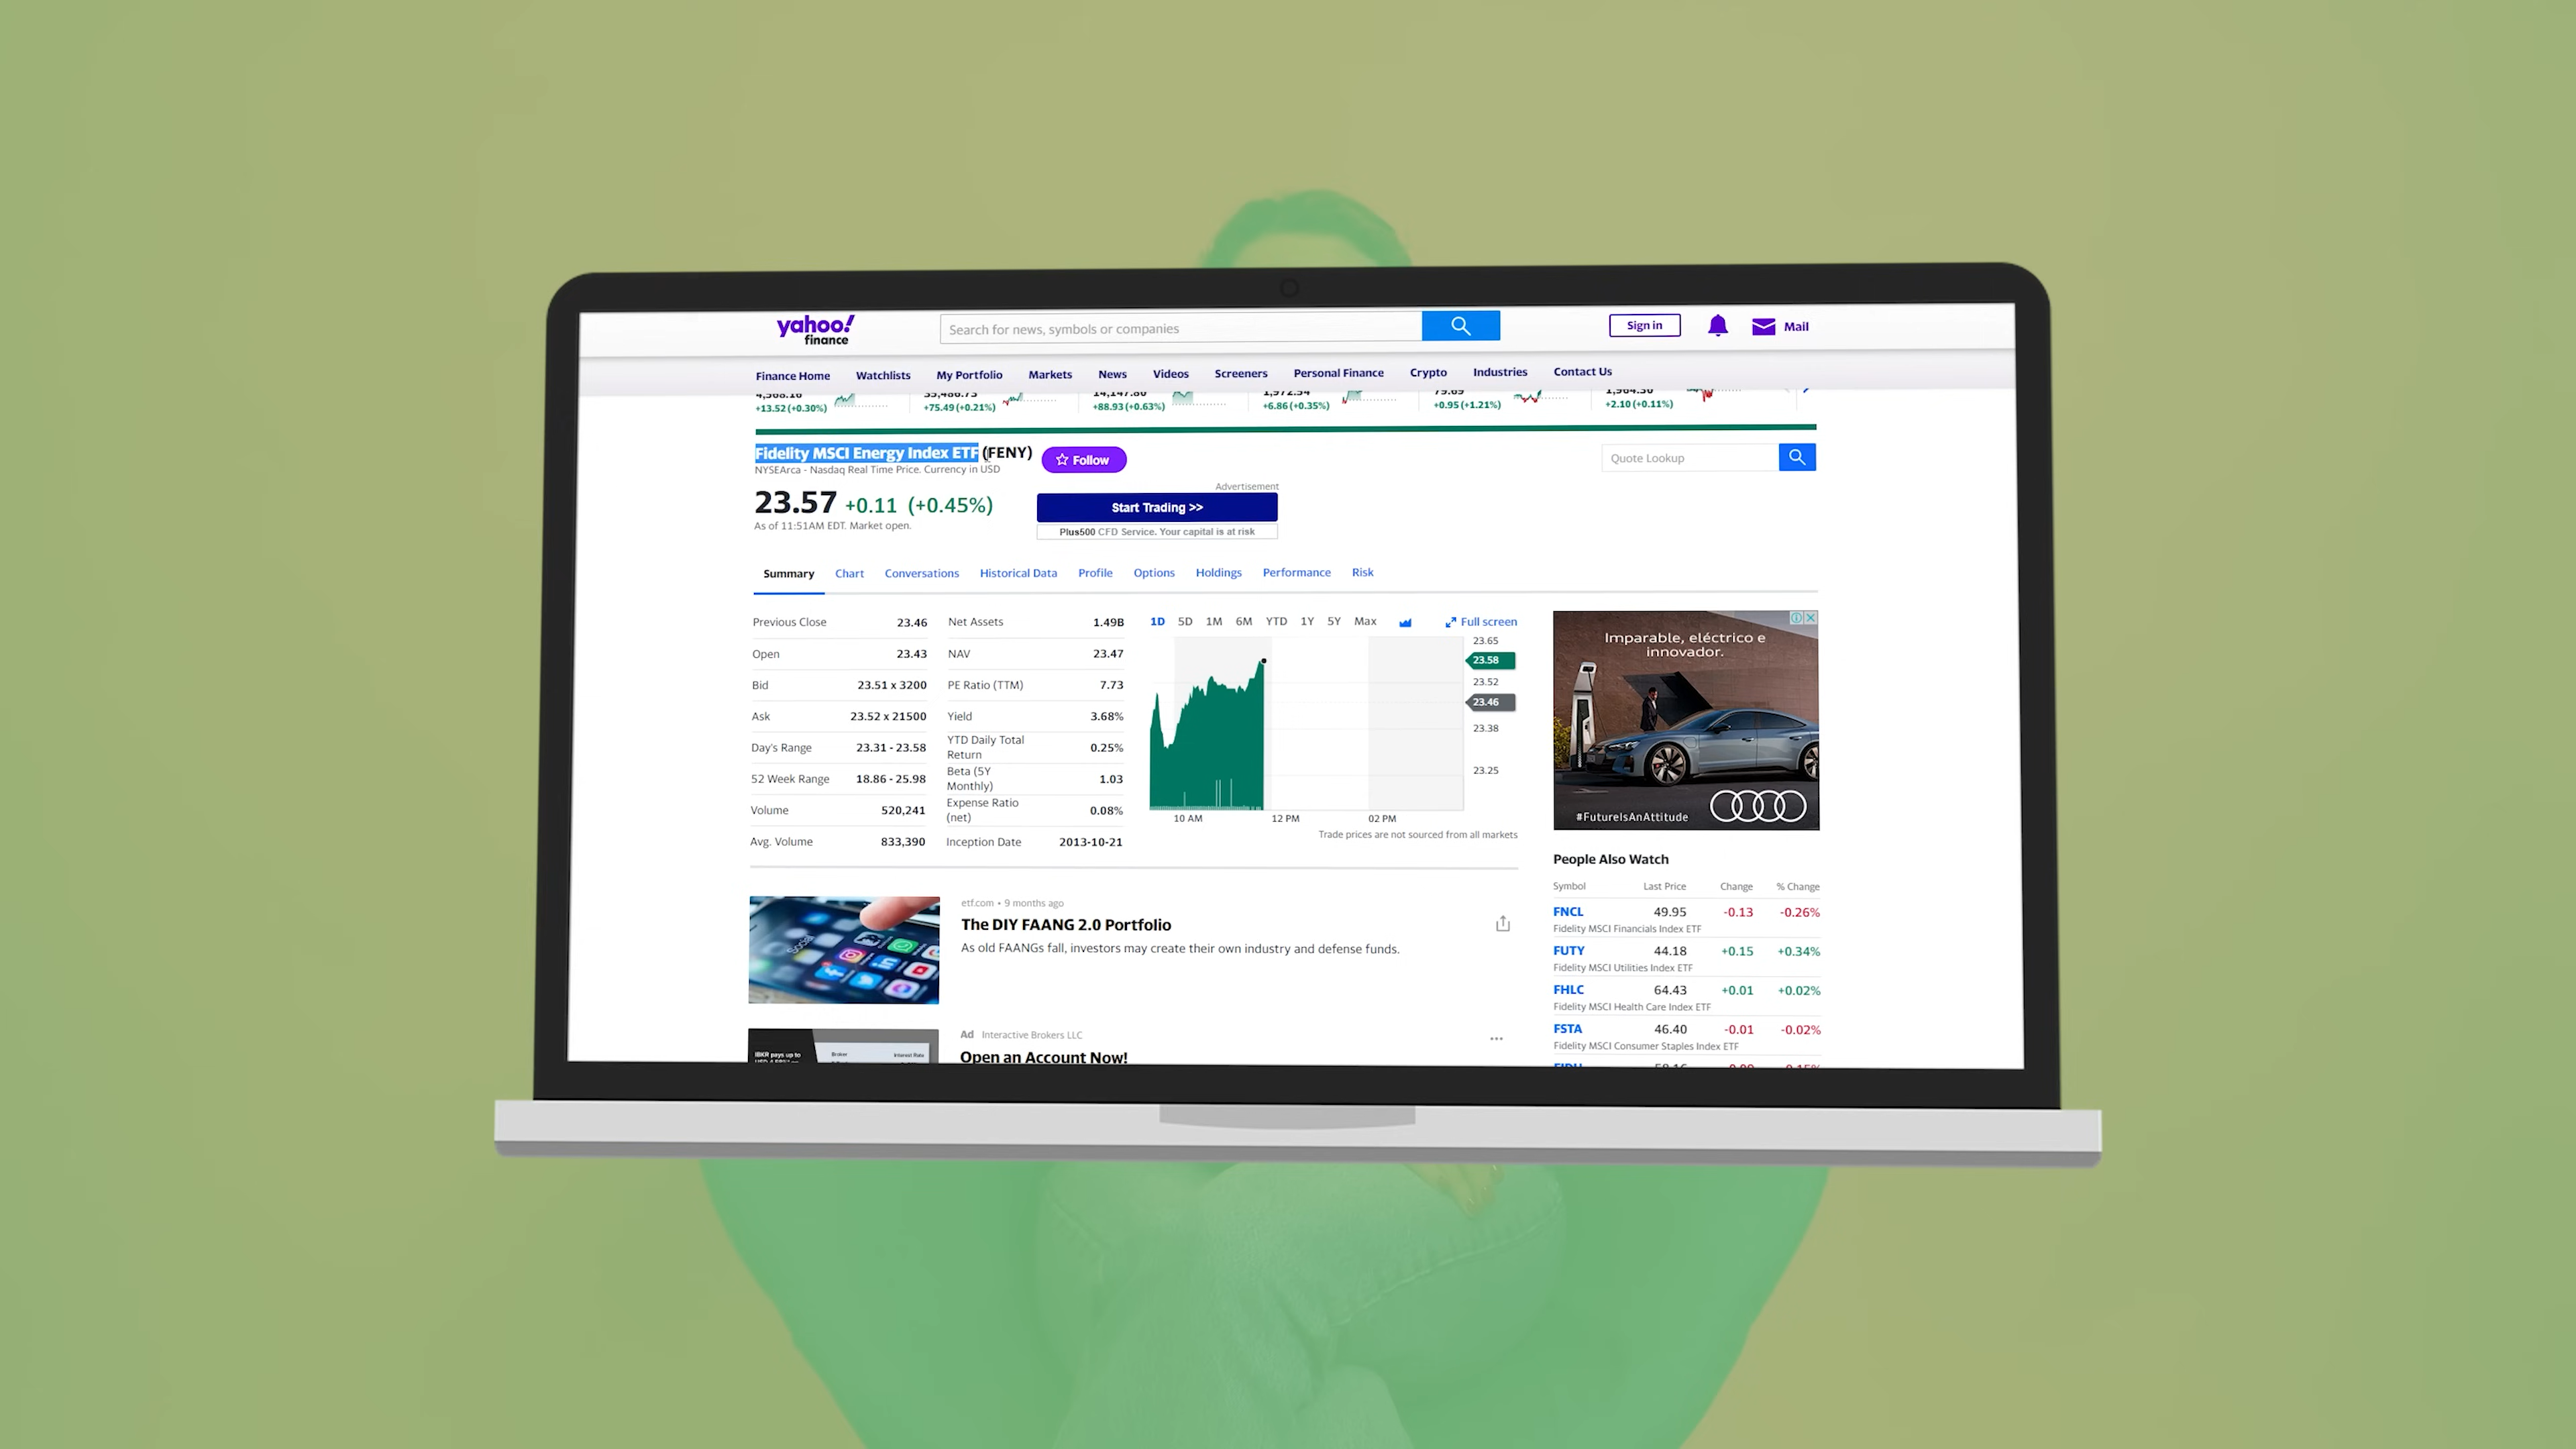 yahoo!
finance
Search for news, symbols or companies
Sign in
Mail
Finance Home Watchlists My Portfolio Markets News Videos Screeners Personal Finance Crypto Industries Contact Us
+13.52 (+0.30%) +75.49 (+0.21%) +88.93 (+0.63%) +6.86 (+0.35%) +0.95 (+1.21%) +2.10 (+0.11%)
Fidelity MSCI Energy Index ETF (FENY)
Follow
Quote Lookup
NYSEArca - Nasdaq Real Time Price. Currency in USD
23.57 +0.11 (+0.45%)
As of 11:51AM EDT. Market open.
Advertisement
Start Trading >>
Plus500 CFD Service. Your capital is at risk
Summary Chart Conversations Historical Data Profile Options Holdings Performance Risk
Previous Close 23.46
Open 23.43
Bid 23.51 x 3200
Ask 23.52 x 21500
Day's Range 23.31 - 23.58
52 Week Range 18.86 - 25.98
Volume 520,241
Avg. Volume 833,390
Net Assets 1.49B
NAV 23.47
PE Ratio (TTM) 7.73
Yield 3.68%
YTD Daily Total
Return 0.25%
Beta (5Y
Monthly) 1.03
Expense Ratio
(net) 0.08%
Inception Date 2013-10-21
1D 5D 1M 6M YTD 1Y 5Y Max Full screen
23.65
23.58
23.52
23.46
23.38
23.25
10 AM 12 PM 02 PM
Trade prices are not sourced from all markets
Imparable, eléctrico e
innovador.
#FutureIsAnAttitude
People Also Watch
Symbol Last Price Change % Change
FNCL 49.95 -0.13 -0.26%
Fidelity MSCI Financials Index ETF
FUTY 44.18 +0.15 +0.34%
Fidelity MSCI Utilities Index ETF
FHLC 64.43 +0.01 +0.02%
Fidelity MSCI Health Care Index ETF
FSTA 46.40 -0.01 -0.02%
Fidelity MSCI Consumer Staples Index ETF
etf.com • 9 months ago
The DIY FAANG 2.0 Portfolio
As old FAANGs fall, investors may create their own industry and defense funds.
Ad Interactive Brokers LLC
Open an Account Now!
IBKR pays up to
Broker Interest Rate